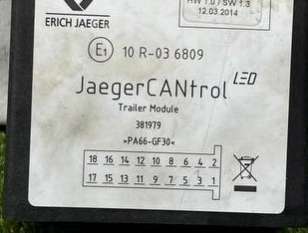 HW 1.0 / SW 1.3
12.03.2014
ERICH JAEGER
E1 10 R-03 6809
JaegerCANtrol LED
Trailer Module
381979
>PA66-GF30<
18 16 14 12 10 8 6 4 2
17 15 13 11 9 7 5 3 1